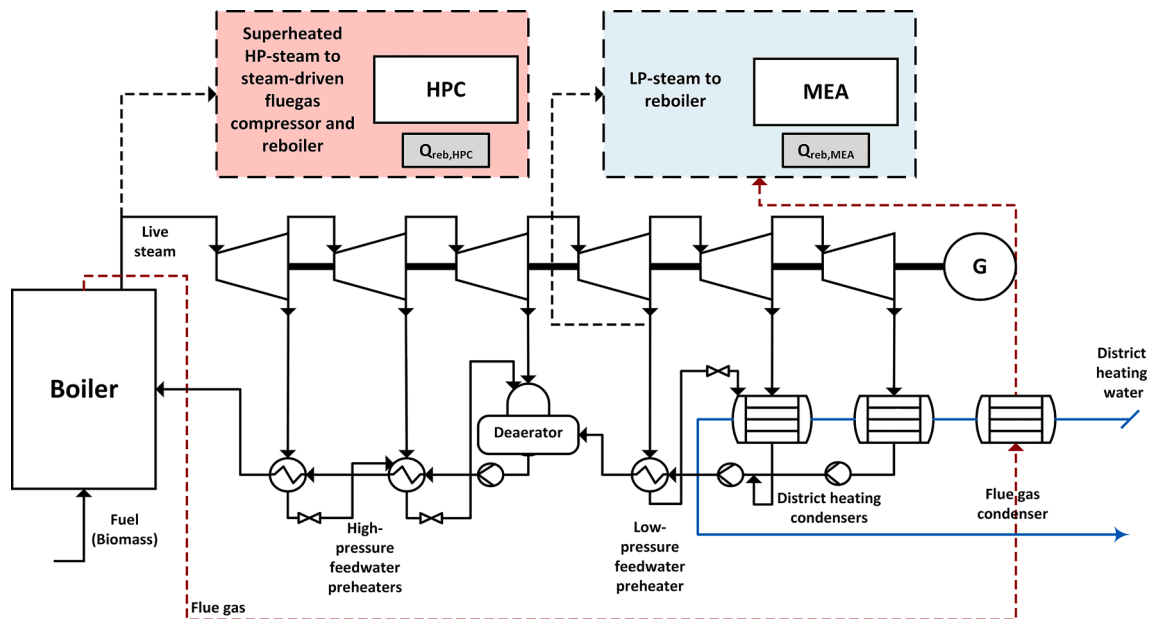 Superheated
HP-steam to
steam-driven
fluegas
compressor and
reboiler
HPC
Qreb,HPC
LP-steam to
reboiler
MEA
Qreb,MEA
Live
steam
G
Boiler
Deaerator
District
heating
water
Fuel
(Biomass)
High-
pressure
feedwater
preheaters
Low-
pressure
feedwater
preheater
District heating
condensers
Flue gas
condenser
Flue gas